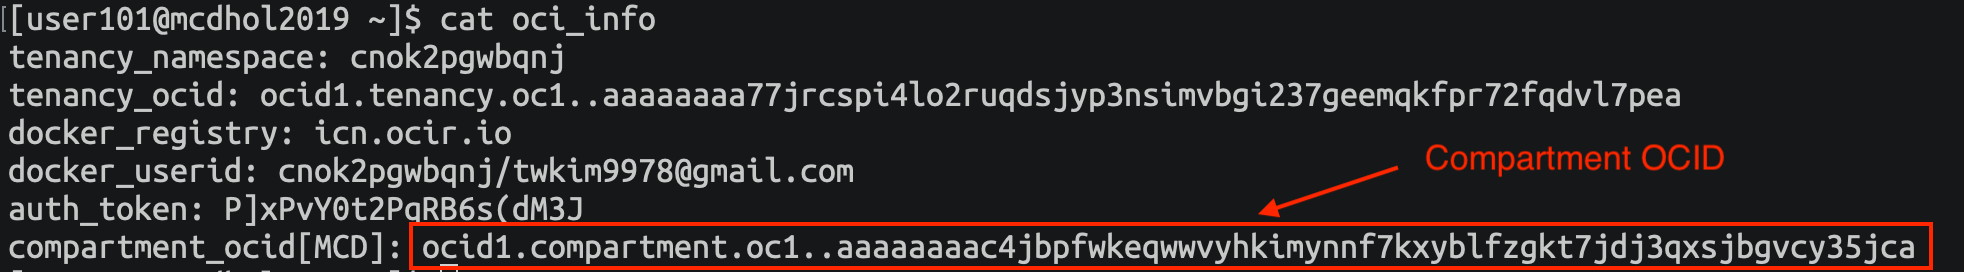 [[user101@mcdhol2019 ~]$ cat oci_info
tenancy_namespace: cnok2pgwbqnj
tenancy_ocid: ocid1.tenancy.oc1..aaaaaaaa77jrcspi4lo2ruqdsjyp3nsimvbgi237geemqkfpr72fqdvl7pea
docker_registry: icn.ocir.io
docker_userid: cnok2pgwbqnj/twkim9978@gmail.com
Compartment OCID
auth_token: P]xPvY0t2PqRB6s(dM3J
compartment_ocid[MCD]: ocid1.compartment.oc1..aaaaaaaac4jbpfwkeqwwvyhkimynnf7kxyblfzgkt7jdj3qxsjbgvcy35jca